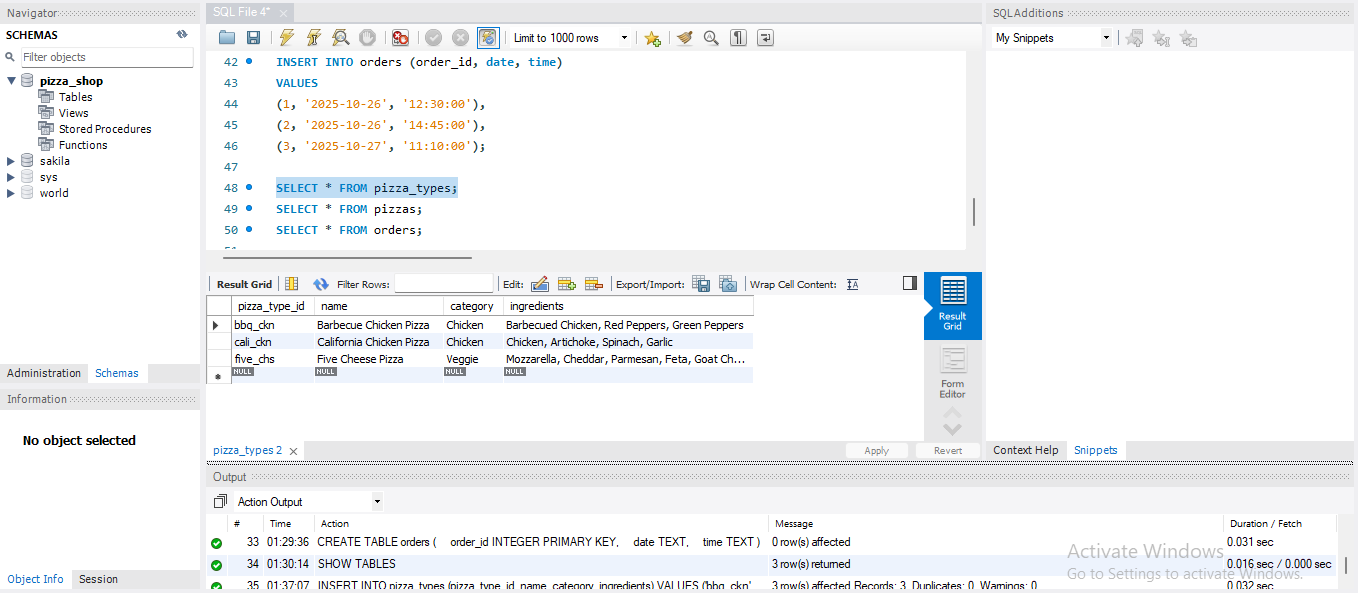 Navigator
SCHEMAS
Filter objects
pizza_shop
Tables
Views
Stored Procedures
Functions
sakila
sys
world
Administration Schemas
Information
No object selected
Object Info Session
SQL File 4*
Limit to 1000 rows
42 INSERT INTO orders (order_id, date, time)
43 VALUES
44 (1, '2025-10-26', '12:30:00'),
45 (2, '2025-10-26', '14:45:00'),
46 (3, '2025-10-27', '11:10:00');
47
48 SELECT * FROM pizza_types;
49 SELECT * FROM pizzas;
50 SELECT * FROM orders;
Result Grid Filter Rows: Edit: Export/Import: Wrap Cell Content:
pizza_type_id name category ingredients
bbq_ckn Barbecue Chicken Pizza Chicken Barbecued Chicken, Red Peppers, Green Peppers
cali_ckn California Chicken Pizza Chicken Chicken, Artichoke, Spinach, Garlic
five_chs Five Cheese Pizza Veggie Mozzarella, Cheddar, Parmesan, Feta, Goat Ch...
NULL NULL NULL NULL
Result Grid
Form Editor
pizza_types 2 Apply Revert
SQLAdditions
My Snippets
Context Help Snippets
Output
Action Output
# Time Action Message Duration / Fetch
33 01:29:36 CREATE TABLE orders ( order_id INTEGER PRIMARY KEY, date TEXT, time TEXT ) 0 row(s) affected 0.031 sec
34 01:30:14 SHOW TABLES 3 row(s) returned 0.016 sec / 0.000 sec
35 01:37:07 INSERT INTO pizza_types (pizza_type_id, name, category, ingredients) VALUES ('bbq_ckn' 3 row(s) affected Records: 3 Duplicates: 0 Warnings: 0 0.032 sec
Activate Windows
Go to Settings to activate Windows.